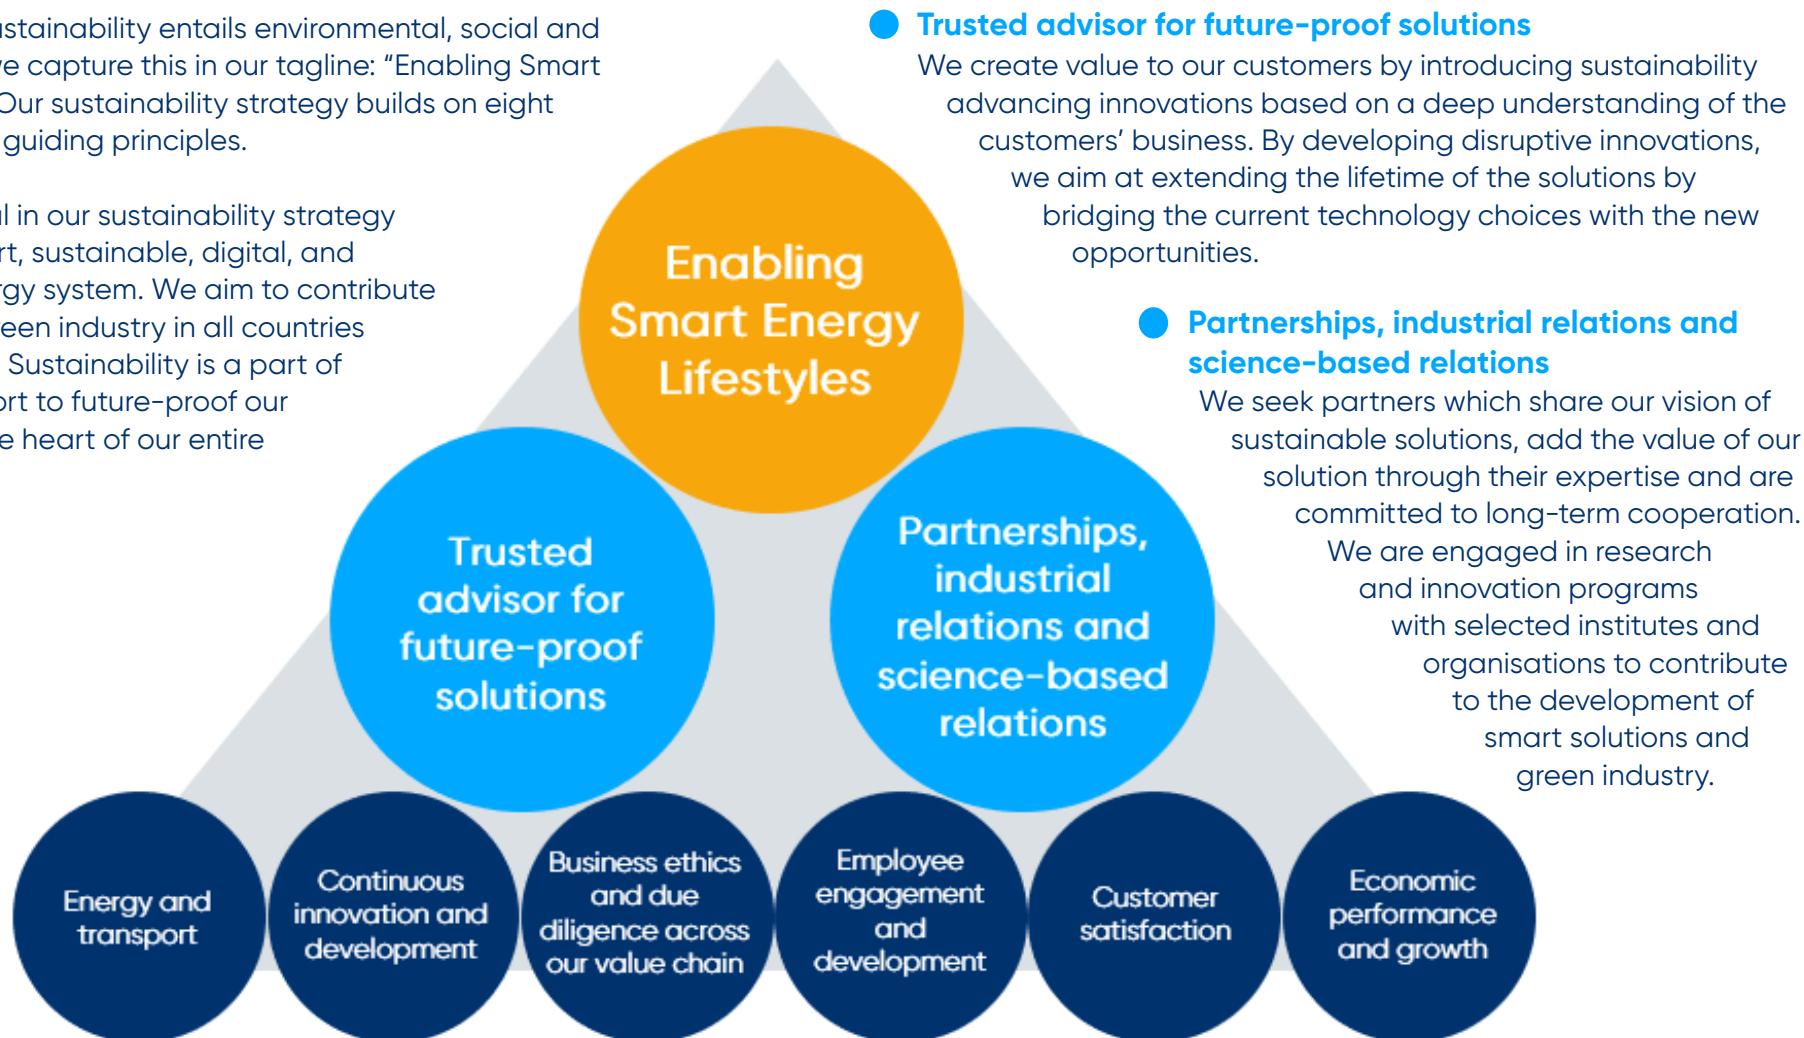 ustainability entails environmental, social and
ve capture this in our tagline: “Enabling Smart
Our sustainability strategy builds on eight
guiding principles.
l in our sustainability strategy
rt, sustainable, digital, and
rgy system. We aim to contribute
reen industry in all countries
Sustainability is a part of
ort to future-proof our
e heart of our entire
Trusted advisor for future-proof solutions
We create value to our customers by introducing sustainability
advancing innovations based on a deep understanding of the
customers’ business. By developing disruptive innovations,
we aim at extending the lifetime of the solutions by
bridging the current technology choices with the new
opportunities.
Partnerships, industrial relations and
science-based relations
We seek partners which share our vision of
sustainable solutions, add the value of our
solution through their expertise and are
committed to long-term cooperation.
We are engaged in research
and innovation programs
with selected institutes and
organisations to contribute
to the development of
smart solutions and
green industry.
Enabling
Smart Energy
Lifestyles
Trusted
advisor for
future-proof
solutions
Partnerships,
industrial
relations and
science-based
relations
Energy and
transport
Continuous
innovation and
development
Business ethics
and due
diligence across
our value chain
Employee
engagement
and
development
Customer
satisfaction
Economic
performance
and growth